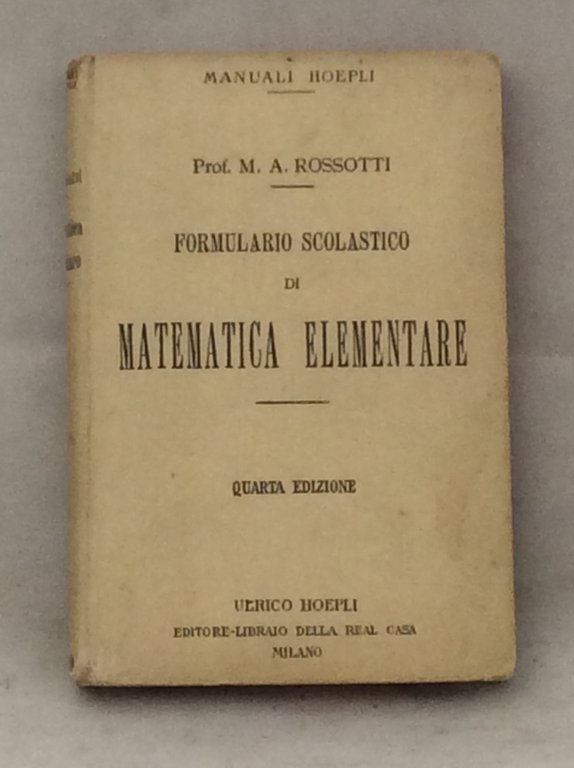 MANUALI HOEPLI
Prof. M. A. ROSSOTTI
FORMULARIO SCOLASTICO
DI
MATEMATICA ELEMENTARE
QUARTA EDIZIONE
ULRICO HOEPLI
EDITORE-LIBRAIO DELLA REAL CASA
MILANO